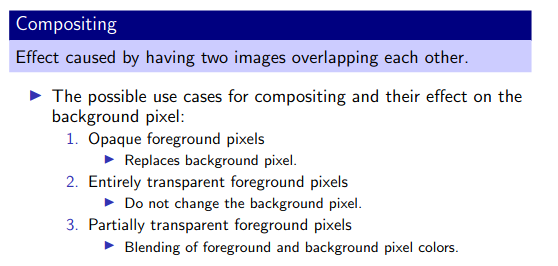 Compositing
Effect caused by having two images overlapping each other.
▶ The possible use cases for compositing and their effect on the
background pixel:
1. Opaque foreground pixels
▶ Replaces background pixel.
2. Entirely transparent foreground pixels
▶ Do not change the background pixel.
3. Partially transparent foreground pixels
▶ Blending of foreground and background pixel colors.